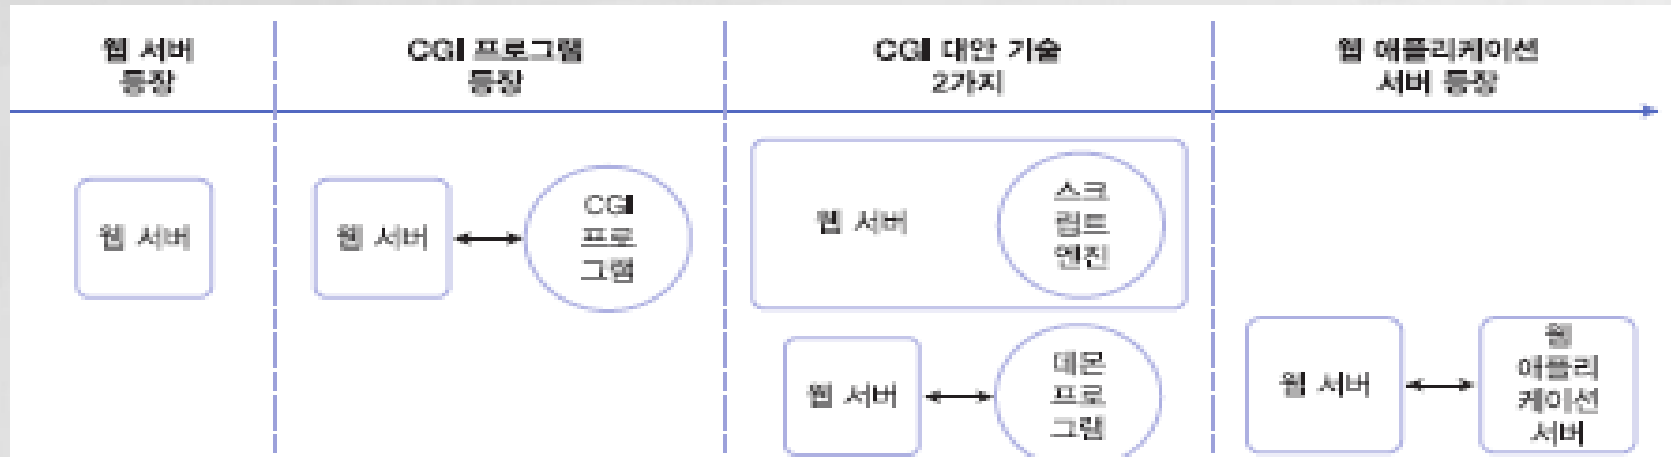 웹 서버
등장
CGI 프로그램
등장
CGI 대안 기술
2가지
웹 애플리케이션
서버 등장
웹 서버
웹 서버
CGI
프로
그램
웹 서버
스크
립트
엔진
웹 서버
데몬
프로
그램
웹 서버
웹
애플리
케이션
서버